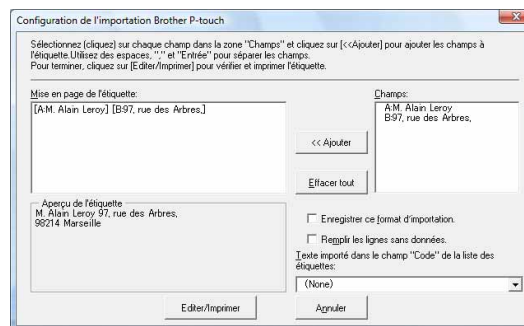 Configuration de l'importation Brother P-touch
Sélectionnez (cliquez) sur chaque champ dans la zone "Champs" et cliquez sur [<<Ajouter] pour ajouter les champs à
l'étiquette.Utilisez des espaces, "," et "Entrée" pour séparer les champs.
Pour terminer, cliquez sur [Editer/Imprimer] pour vérifier et imprimer l'étiquette.
Mise en page de l'étiquette:
[A:M. Alain Leroy] [B:97, rue des Arbres,]
Champs:
A:M. Alain Leroy
B:97, rue des Arbres,
<< Ajouter
Effacer tout
Aperçu de l'étiquette
M. Alain Leroy 97, rue des Arbres,
98214 Marseille
Enregistrer ce format d'importation.
Remplir les lignes sans données.
Texte importé dans le champ "Code" de la liste des
étiquettes:
(None)
Editer/Imprimer
Annuler